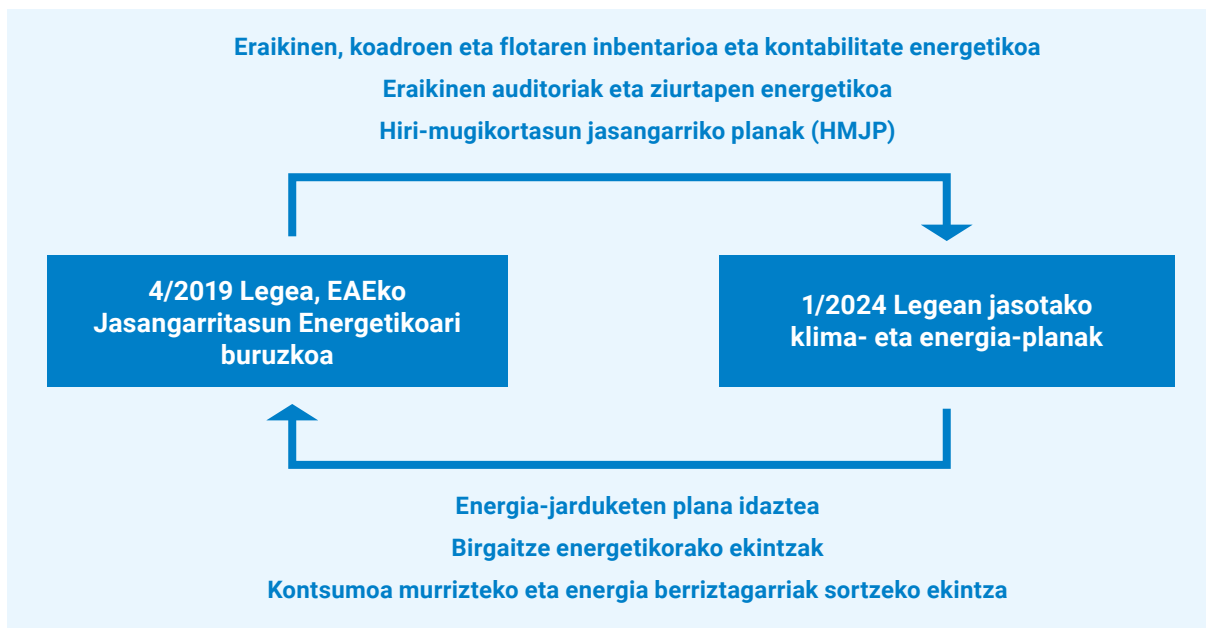 Eraikinen, koadroen eta flotaren inbentarioa eta kontabilitate energetikoa
Eraikinen auditoriak eta ziurtapen energetikoa
Hiri-mugikortasun jasangarriko planak (HMJP)
4/2019 Legea, EAEko
Jasangarritasun Energetikoari
buruzkoa
1/2024 Legean jasotako
klima- eta energia-planak
Energia-jarduketen plana idaztea
Birgaitze energetikorako ekintzak
Kontsumoa murrizteko eta energia berriztagarriak sortzeko ekintza